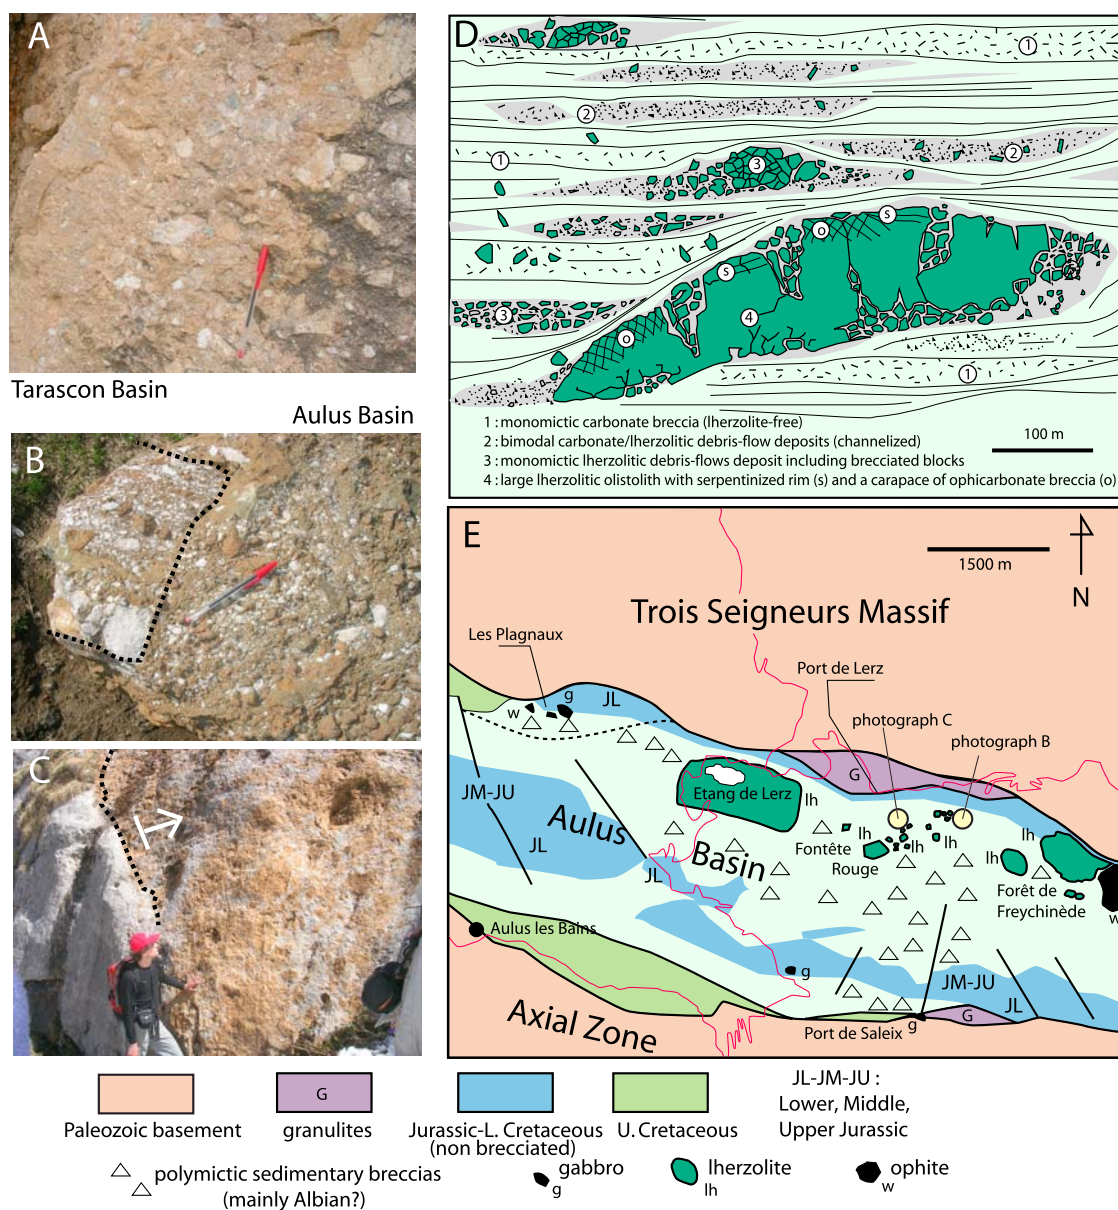 A
Tarascon Basin
Aulus Basin
B
C
D
1
2
1
3
2
s
o
s
3
4
o
1
1 : monomictic carbonate breccia (lherzolite-free)
2 : bimodal carbonate/lherzolitic debris-flow deposits (channelized)
3 : monomictic lherzolitic debris-flows deposit including brecciated blocks
4 : large lherzolitic olistolith with serpentinized rim (s) and a carapace of ophicarbonate breccia (o)
100 m
E
1500 m
N
Trois Seigneurs Massif
Les Plagnaux
Port de Lerz
photograph C
photograph B
g
JL
w
G
Etang de Lerz
lh
JM-JU
JL
Aulus
Basin
JL
lh
Fontête
Rouge
lh
lh
lh
lh
Forêt de
Freychinède
w
Aulus les Bains
g
JM-JU
JL
Port de Saleix
g
G
Axial Zone
G
Paleozoic basement
granulites
Jurassic-L. Cretaceous
(non brecciated)
U. Cretaceous
JL-JM-JU :
Lower, Middle,
Upper Jurassic
polymictic sedimentary breccias
(mainly Albian?)
gabbro
g
lherzolite
lh
ophite
w